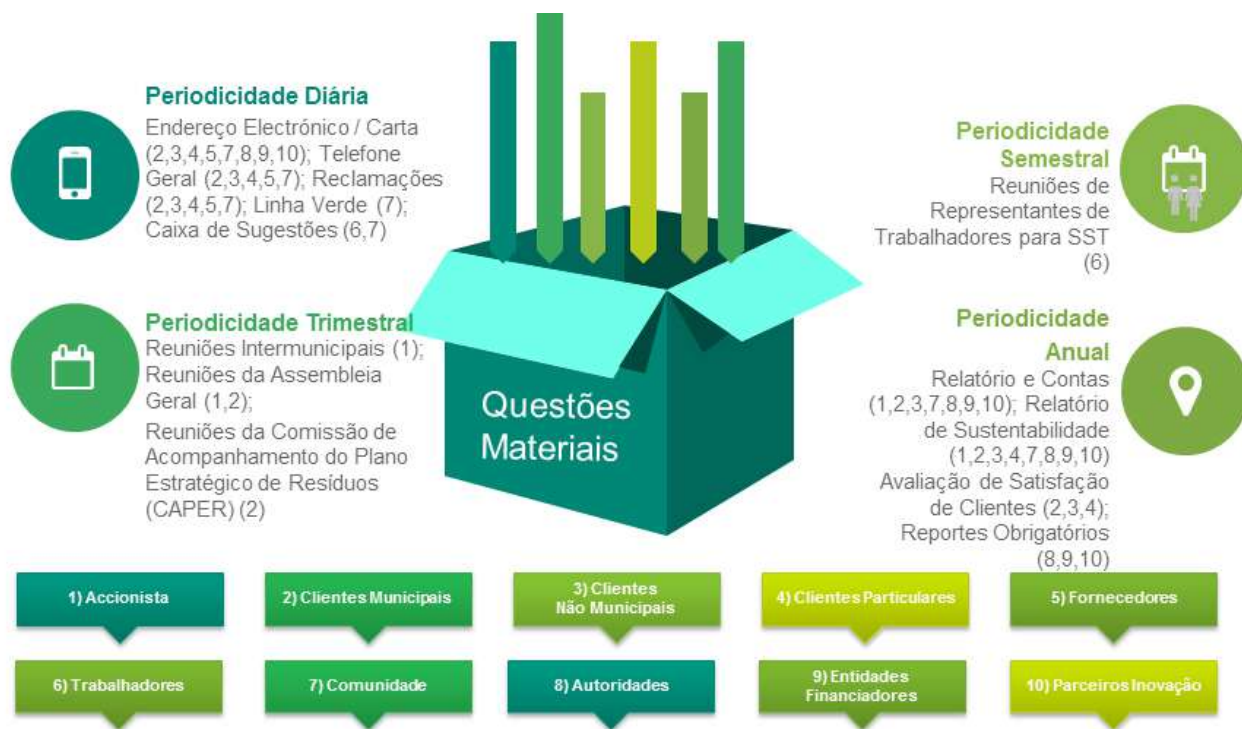 Periodicidade Diária
Endereço Electrónico / Carta
(2,3,4,5,7,8,9,10); Telefone
Geral (2,3,4,5,7); Reclamações
(2,3,4,5,7); Linha Verde (7);
Caixa de Sugestões (6,7)
Periodicidade Trimestral
Reuniões Intermunicipais (1);
Reuniões da Assembleia
Geral (1,2);
Reuniões da Comissão de
Acompanhamento do Plano
Estratégico de Resíduos
(CAPER) (2)
Questões
Materiais
Periodicidade
Semestral
Reuniões de
Representantes de
Trabalhadores para SST
(6)
Periodicidade
Anual
Relatório e Contas
(1,2,3,7,8,9,10); Relatório
de Sustentabilidade
(1,2,3,4,7,8,9,10)
Avaliação de Satisfação
de Clientes (2,3,4);
Reportes Obrigatórios
(8,9,10)
1) Accionista
2) Clientes Municipais
3) Clientes
Não Municipais
4) Clientes Particulares
5) Fornecedores
6) Trabalhadores
7) Comunidade
8) Autoridades
9) Entidades
Financiadores
10) Parceiros Inovação